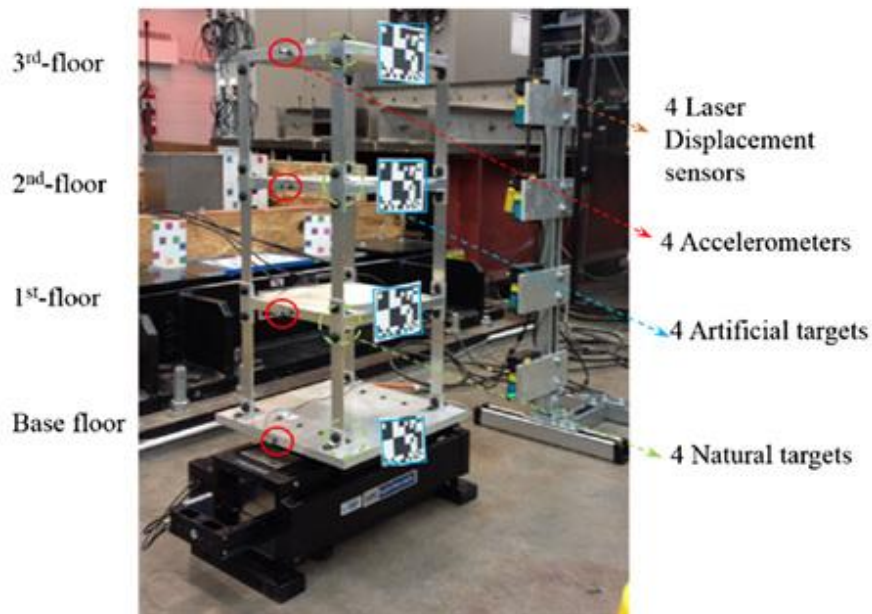 3rd-floor
2nd-floor
1st-floor
Base floor
4 Laser
Displacement
sensors
4 Accelerometers
4 Artificial targets
4 Natural targets